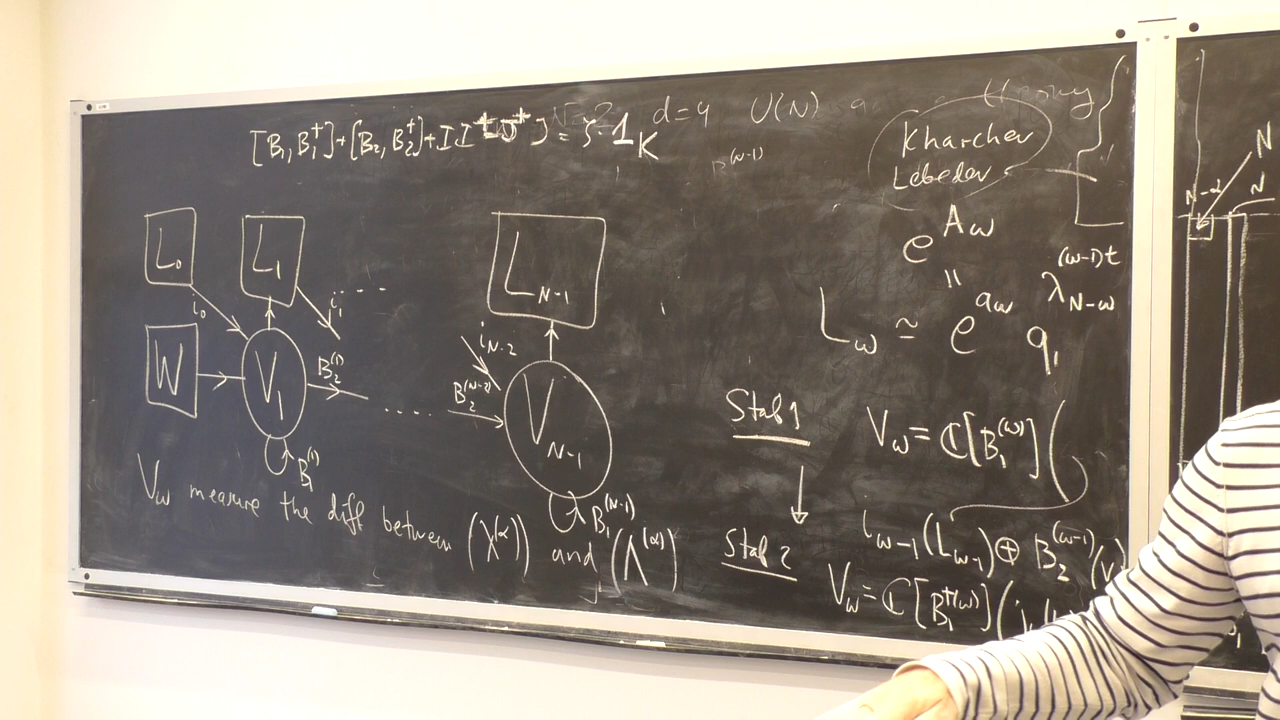 [B₁,B₁†]+[B₂,B₂†]+II†-J†J = ζ·1_K
N=2 d=4 U(N)
Kharchev
Lebedev
L₀
L₁
L_{N-1}
i₀
i₁ ....
i_{N-2}
W
V₁
B₂^{(1)}
....
B₂^{(N-2)}
V_{N-1}
B₁^{(1)}
B₁^{(N-1)}
V_ω measure the diff between (λ^{(α)}) and (Λ^{(α)})
e^{A_ω}
"
L_ω ≃ e^{a_ω} q₁ λ_{N-ω}^{(ω-1)t}
Stab 1
V_ω = ℂ[B₁^{(ω)}](
i_{ω-1}(L_{ω-1}) ⊕ B₂^{(ω-1)}(V
Stab 2
V_ω = ℂ[B₁^{†(ω)}](j
N
N-2
N